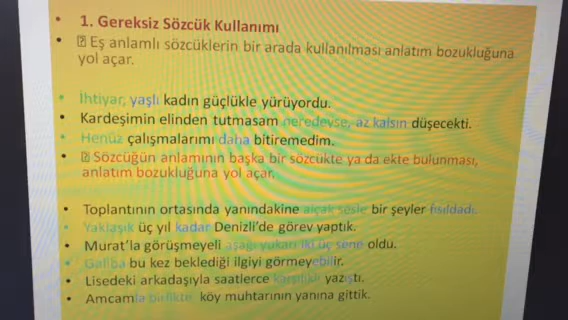 1. Gereksiz Sözcük Kullanımı
Eş anlamlı sözcüklerin bir arada kullanılması anlatım bozukluğuna
yol açar.
İhtiyar, yaşlı kadın güçlükle yürüyordu.
Kardeşimin elinden tutmasam neredeyse, az kalsın düşecekti.
Henüz çalışmalarımı daha bitiremedim.
Sözcüğün anlamının başka bir sözcükte ya da ekte bulunması,
anlatım bozukluğuna yol açar.
Toplantının ortasında yanındakine alçak sesle bir şeyler fısıldadı.
Yaklaşık üç yıl kadar Denizli'de görev yaptık.
Murat'la görüşmeyeli aşağı yukarı iki üç sene oldu.
Galiba bu kez beklediği ilgiyi görmeyebilir.
Lisedeki arkadaşıyla saatlerce karşılıklı yazıştı.
Amcamla birlikte köy muhtarının yanına gittik.